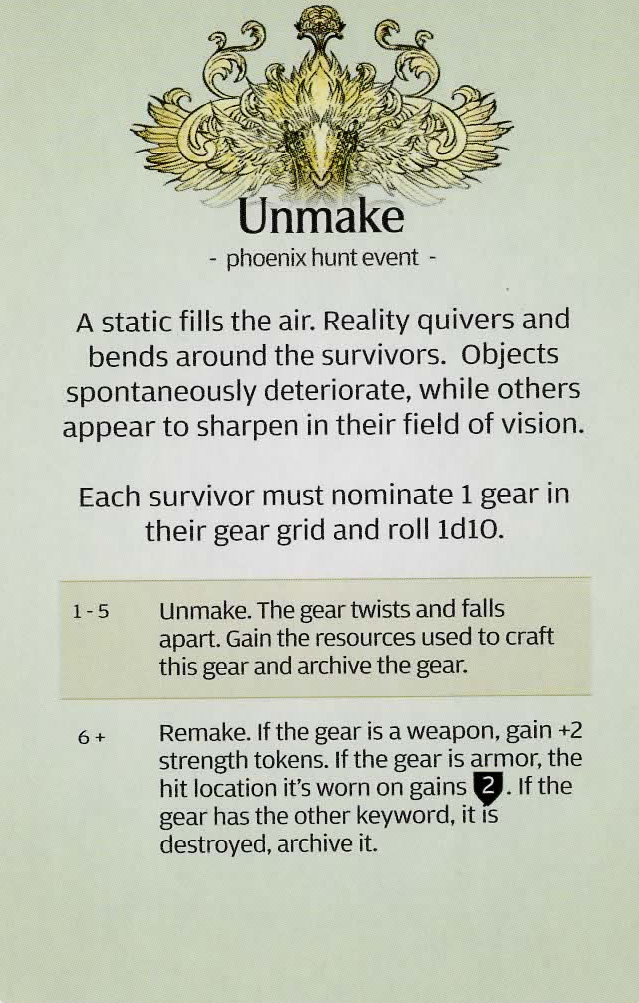 Unmake
- phoenix hunt event -
A static fills the air. Reality quivers and
bends around the survivors. Objects
spontaneously deteriorate, while others
appear to sharpen in their field of vision.
Each survivor must nominate 1 gear in
their gear grid and roll 1d10.
1 - 5 Unmake. The gear twists and falls
apart. Gain the resources used to craft
this gear and archive the gear.
6 + Remake. If the gear is a weapon, gain +2
strength tokens. If the gear is armor, the
hit location it's worn on gains 2. If the
gear has the other keyword, it is
destroyed, archive it.